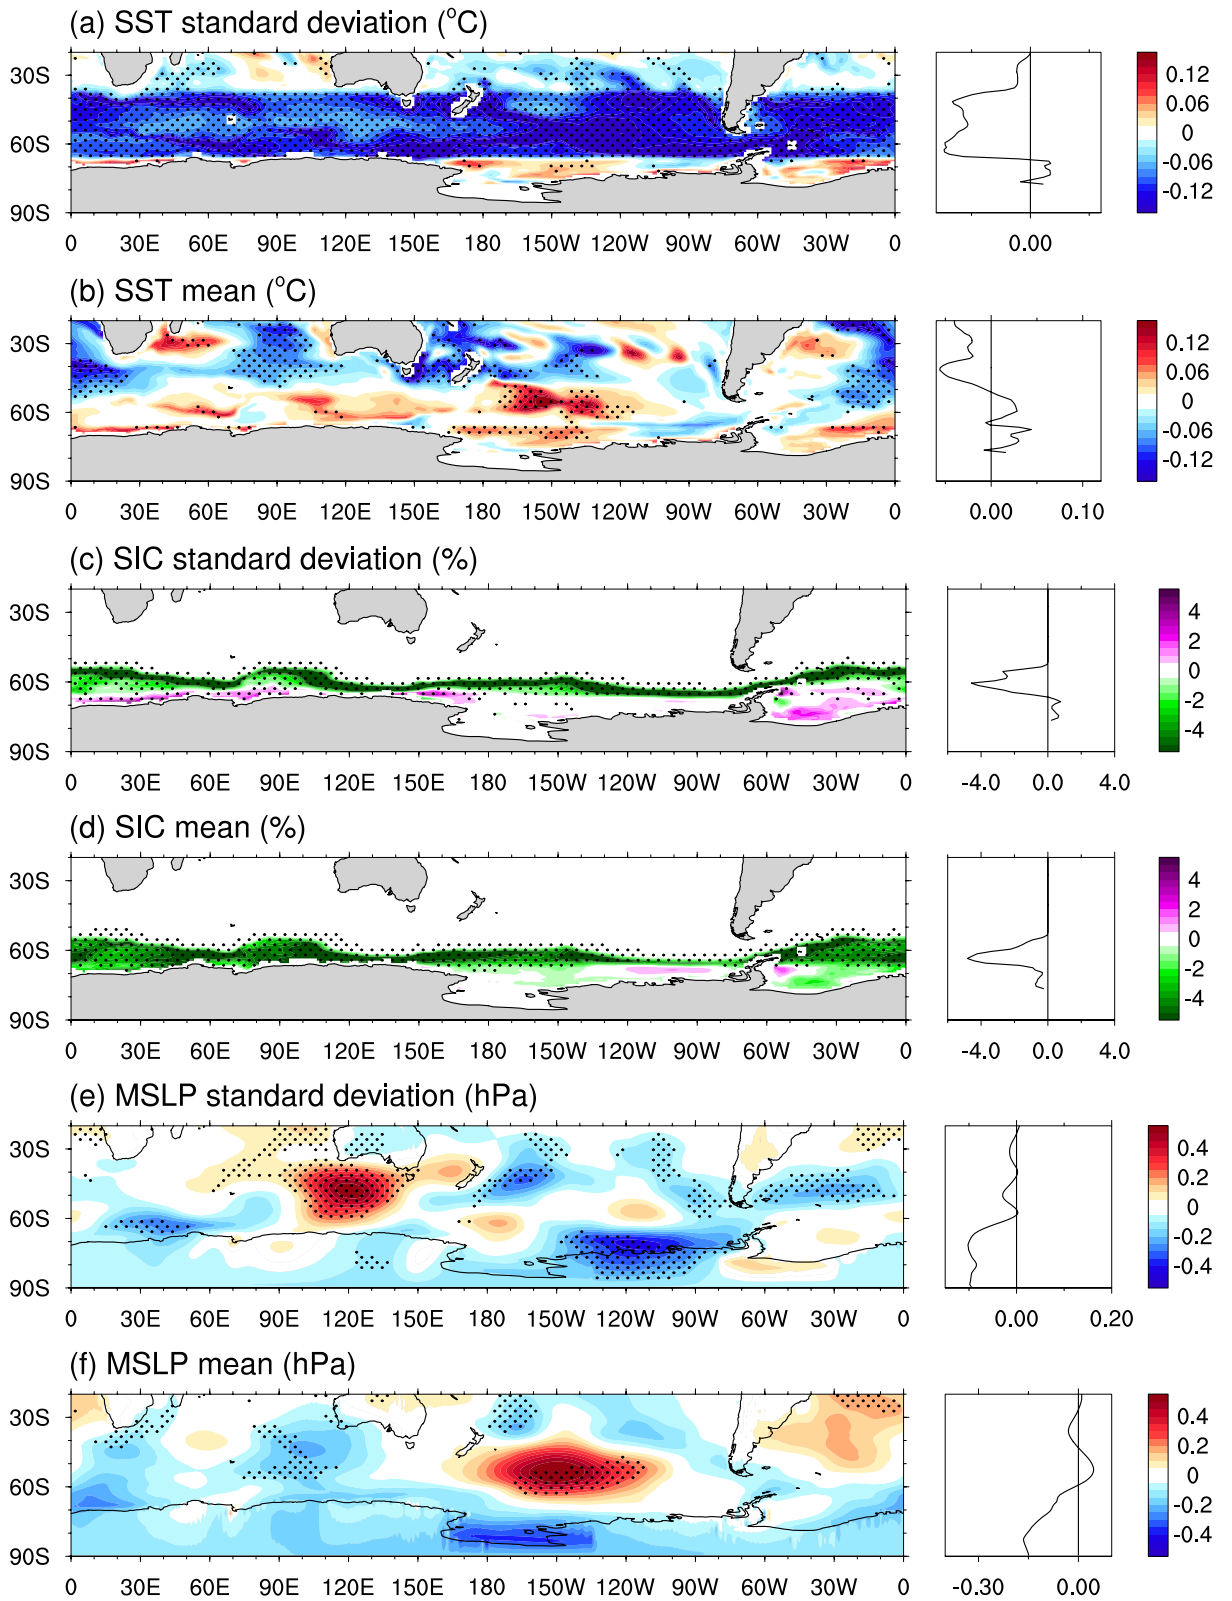 (a) SST standard deviation (°C)
30S
60S
90S
0 30E 60E 90E 120E 150E 180 150W 120W 90W 60W 30W 0
0.00
0.12
0.06
0
-0.06
-0.12
(b) SST mean (°C)
30S
60S
90S
0 30E 60E 90E 120E 150E 180 150W 120W 90W 60W 30W 0
0.00 0.10
0.12
0.06
0
-0.06
-0.12
(c) SIC standard deviation (%)
30S
60S
90S
0 30E 60E 90E 120E 150E 180 150W 120W 90W 60W 30W 0
-4.0 0.0 4.0
4
2
0
-2
-4
(d) SIC mean (%)
30S
60S
90S
0 30E 60E 90E 120E 150E 180 150W 120W 90W 60W 30W 0
-4.0 0.0 4.0
4
2
0
-2
-4
(e) MSLP standard deviation (hPa)
30S
60S
90S
0 30E 60E 90E 120E 150E 180 150W 120W 90W 60W 30W 0
0.00 0.20
0.4
0.2
0
-0.2
-0.4
(f) MSLP mean (hPa)
30S
60S
90S
0 30E 60E 90E 120E 150E 180 150W 120W 90W 60W 30W 0
-0.30 0.00
0.4
0.2
0
-0.2
-0.4